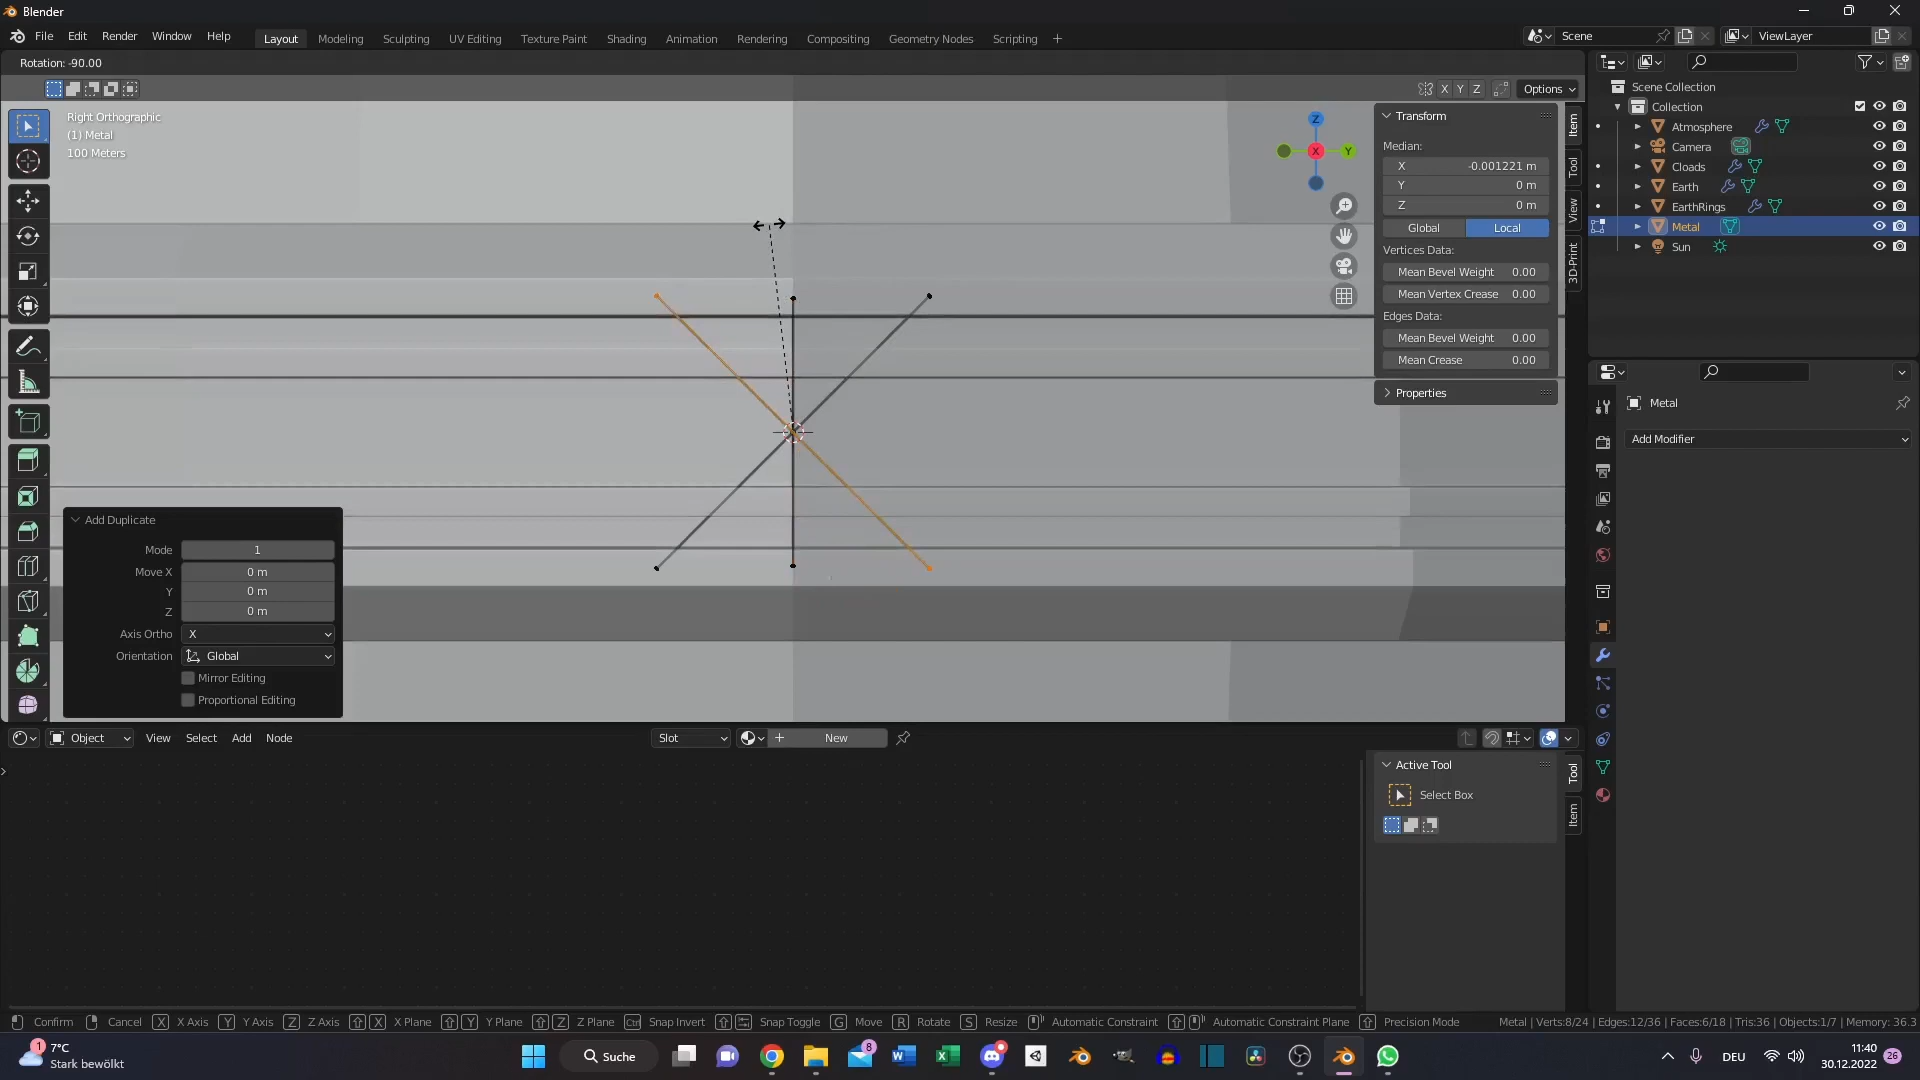 Blender
File Edit Render Window Help Layout Modeling Sculpting UV Editing Texture Paint Shading Animation Rendering Compositing Geometry Nodes Scripting Scene ViewLayer
Rotation: -90.00
X Y Z Options
Right Orthographic
(1) Metal
100 Meters
Z
X
Y
Transform
Median:
X -0.001221 m
Y 0 m
Z 0 m
Global Local
Vertices Data:
Mean Bevel Weight 0.00
Mean Vertex Crease 0.00
Edges Data:
Mean Bevel Weight 0.00
Mean Crease 0.00
Properties
Item
Tool
View
3D-Print
Scene Collection
Collection
Atmosphere
Camera
Cloads
Earth
EarthRings
Metal
Sun
Metal
Add Modifier
Add Duplicate
Mode 1
Move X 0 m
Y 0 m
Z 0 m
Axis Ortho X
Orientation Global
Mirror Editing
Proportional Editing
Object View Select Add Node Slot New
Active Tool
Select Box
Tool
Item
Confirm Cancel X X Axis Y Y Axis Z Z Axis X X Plane Y Y Plane Z Z Plane Ctrl Snap Invert Snap Toggle G Move R Rotate S Resize Automatic Constraint Automatic Constraint Plane Precision Mode Metal | Verts:8/24 | Edges:12/36 | Faces:6/18 | Tris:36 | Objects:1/7 | Memory: 36.3
1 7°C
Stark bewölkt
Suche
8
DEU
11:40
30.12.2022
26